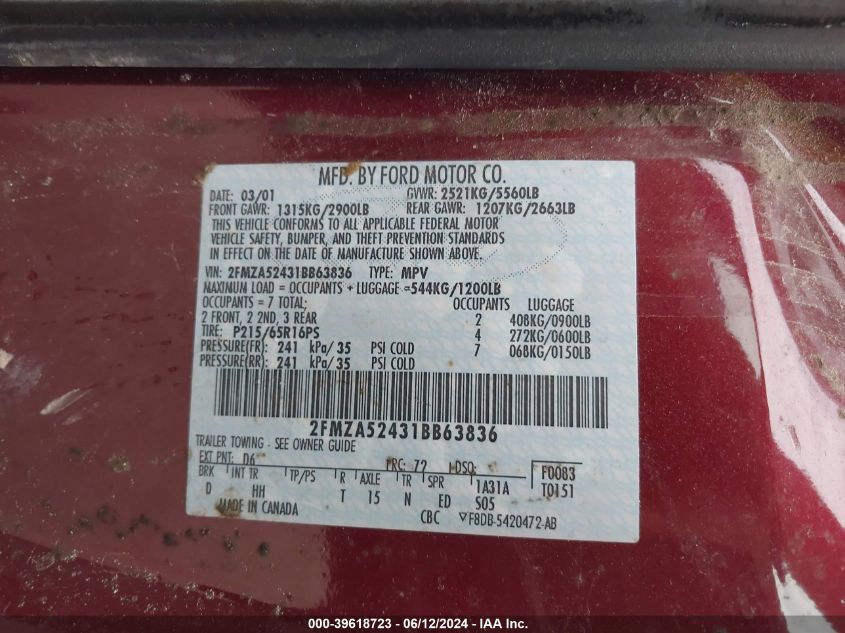 MFD. BY FORD MOTOR CO.
DATE: 03/01 GVWR: 2521KG/5560LB
FRONT GAWR: 1315KG/2900LB REAR GAWR: 1207KG/2663LB
THIS VEHICLE CONFORMS TO ALL APPLICABLE FEDERAL MOTOR
VEHICLE SAFETY, BUMPER, AND THEFT PREVENTION STANDARDS
IN EFFECT ON THE DATE OF MANUFACTURE SHOWN ABOVE.
VIN: 2FMZA52431BB63836 TYPE: MPV
MAXIMUM LOAD = OCCUPANTS + LUGGAGE = 544KG/1200LB
OCCUPANTS = 7 TOTAL: OCCUPANTS LUGGAGE
2 FRONT, 2 2ND, 3 REAR 2 408KG/0900LB
TIRE: P215/65R16PS 4 272KG/0600LB
PRESSURE(FR): 241 kPa/35 PSI COLD 7 068KG/0150LB
PRESSURE(RR): 241 kPa/35 PSI COLD
2FMZA52431BB63836
TRAILER TOWING - SEE OWNER GUIDE
EXT PNT: D6 PRC: 72 DSO: F0083
BRK INT TR TP/PS R AXLE TR SPR 1A31A T0151
D HH T 15 N ED S05
MADE IN CANADA CBC ▽F8DB-5420472-AB
000-39618723 - 06/12/2024 - IAA Inc.